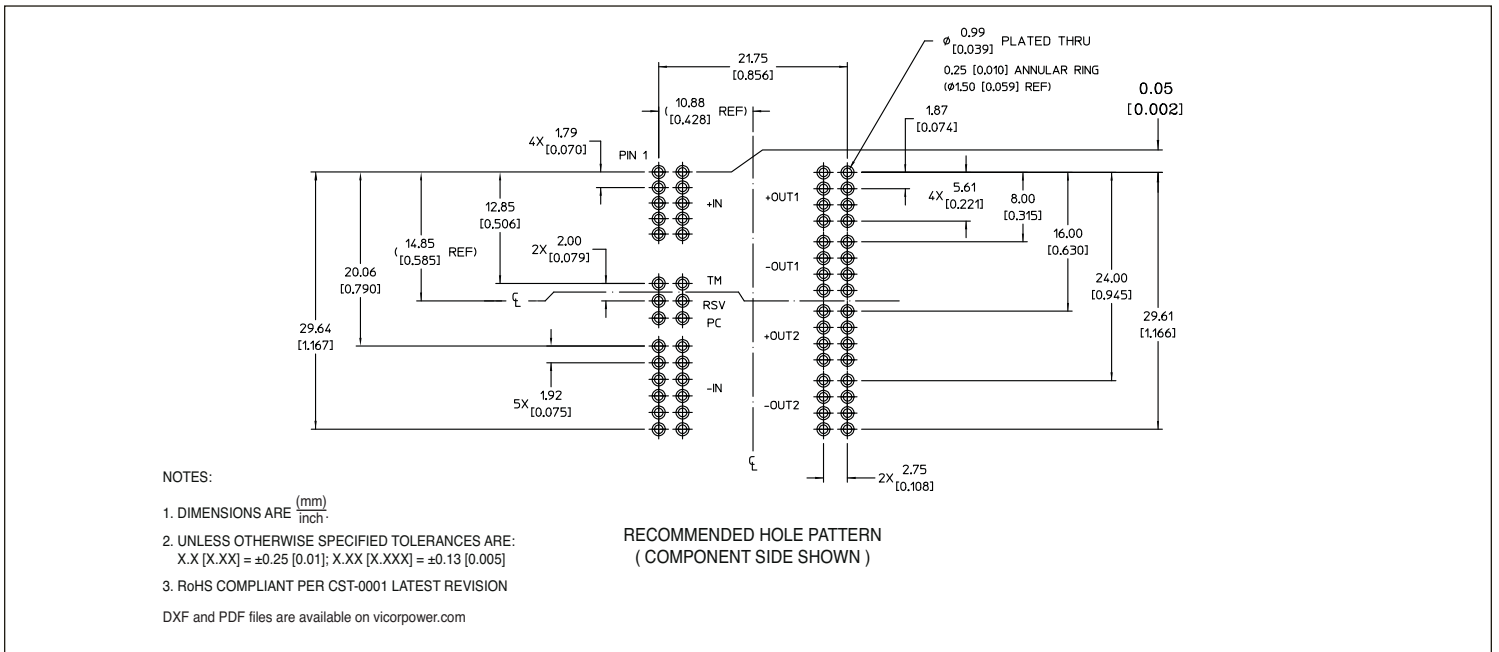 ⌀ 0.99 [0.039] PLATED THRU
0.25 [0.010] ANNULAR RING
(⌀1.50 [0.059] REF)
21.75
[0.856]
( 10.88 [0.428] REF)
0.05
[0.002]
1.87
[0.074]
4X 1.79 [0.070]
PIN 1
+IN
+OUT1
4X 5.61 [0.221]
8.00
[0.315]
12.85
[0.506]
16.00
[0.630]
( 14.85 [0.585] REF)
2X 2.00 [0.079]
-OUT1
20.06
[0.790]
TM
24.00
[0.945]
℄
RSV
PC
29.64
[1.167]
+OUT2
29.61
[1.166]
-IN
5X 1.92 [0.075]
-OUT2
℄
2X 2.75 [0.108]
NOTES:
1. DIMENSIONS ARE (mm)/inch.
2. UNLESS OTHERWISE SPECIFIED TOLERANCES ARE:
X.X [X.XX] = ±0.25 [0.01]; X.XX [X.XXX] = ±0.13 [0.005]
3. RoHS COMPLIANT PER CST-0001 LATEST REVISION
DXF and PDF files are available on vicorpower.com
RECOMMENDED HOLE PATTERN
( COMPONENT SIDE SHOWN )